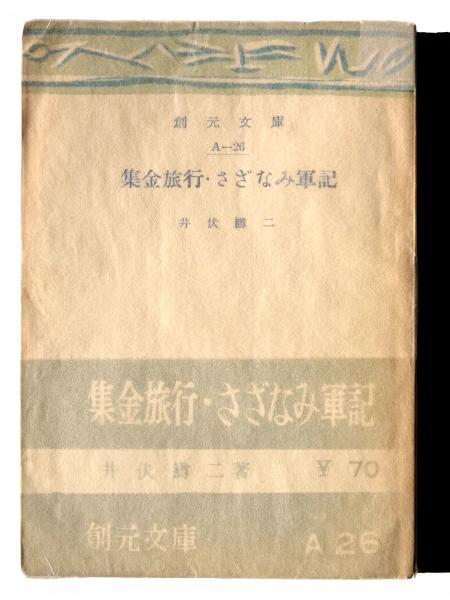 創元文庫
A—26
集金旅行・さざなみ軍記
井伏鱒二
集金旅行・さざなみ軍記
井伏鱒二著 ¥70
創元文庫 A26